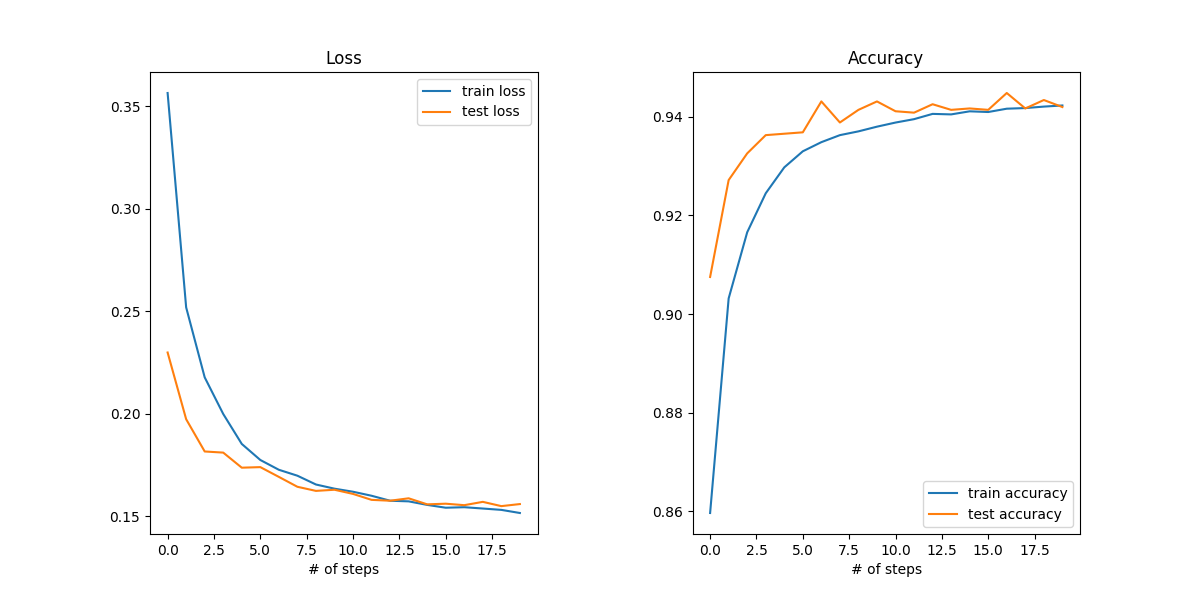 Loss
0.35
0.30
0.25
0.20
0.15
train loss
test loss
0.0 2.5 5.0 7.5 10.0 12.5 15.0 17.5
# of steps
Accuracy
0.94
0.92
0.90
0.88
0.86
train accuracy
test accuracy
0.0 2.5 5.0 7.5 10.0 12.5 15.0 17.5
# of steps